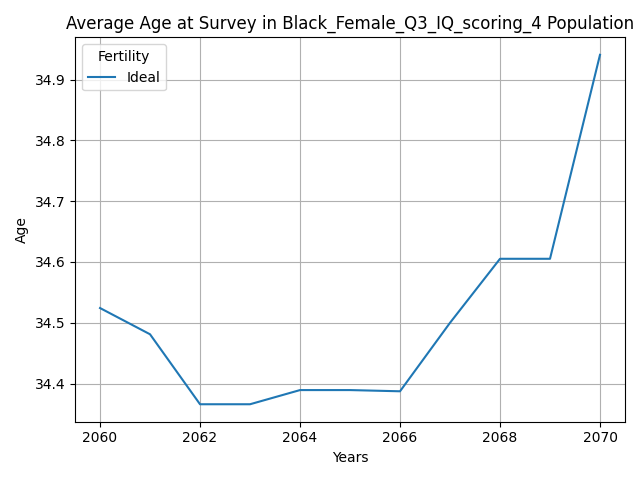 Average Age at Survey in Black_Female_Q3_IQ_scoring_4 Population
Fertility
Ideal
34.9
34.8
34.7
34.6
34.5
34.4
Age
2060
2062
2064
2066
2068
2070
Years